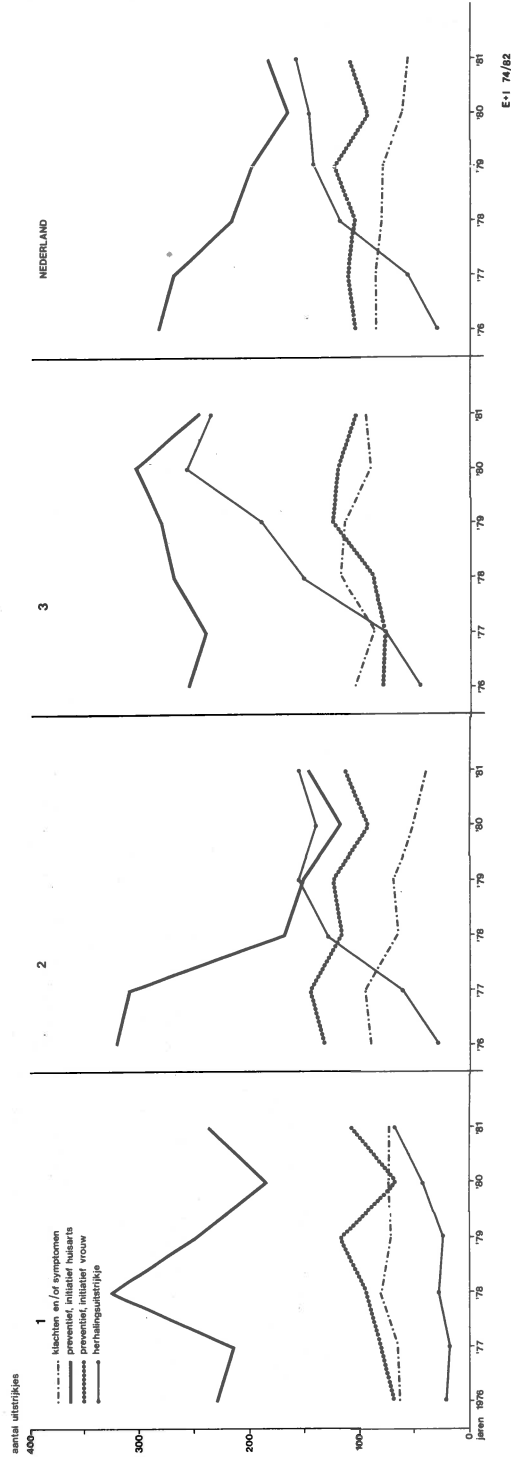 aantal uitstrijkjes
400
300
200
100
0
1
klachten en/of symptomen
preventief, initiatief huisarts
preventief, initiatief vrouw
herhalingsuitstrijkje
2
3
NEDERLAND
jaren 1976 '77 '78 '79 '80 '81
'76 '77 '78 '79 '80 '81
'76 '77 '78 '79 '80 '81
'76 '77 '78 '79 '80 '81
E+I 74/82